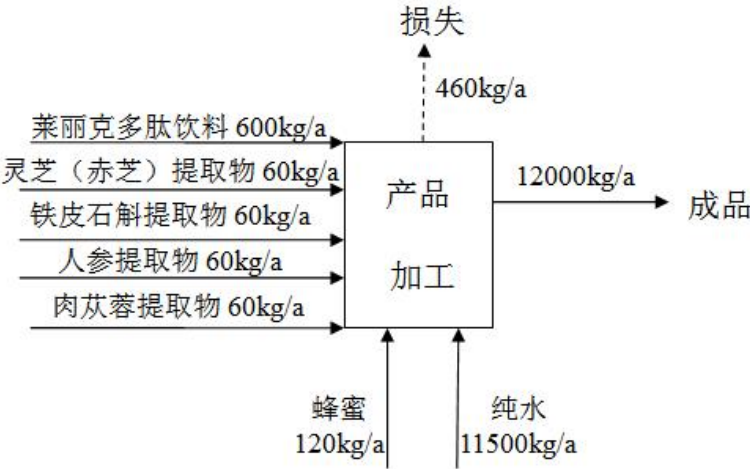 损失
460kg/a
莱丽克多肽饮料 600kg/a
灵芝（赤芝）提取物 60kg/a
铁皮石斛提取物 60kg/a
人参提取物 60kg/a
肉苁蓉提取物 60kg/a
产品
加工
12000kg/a
成品
蜂蜜
120kg/a
纯水
11500kg/a